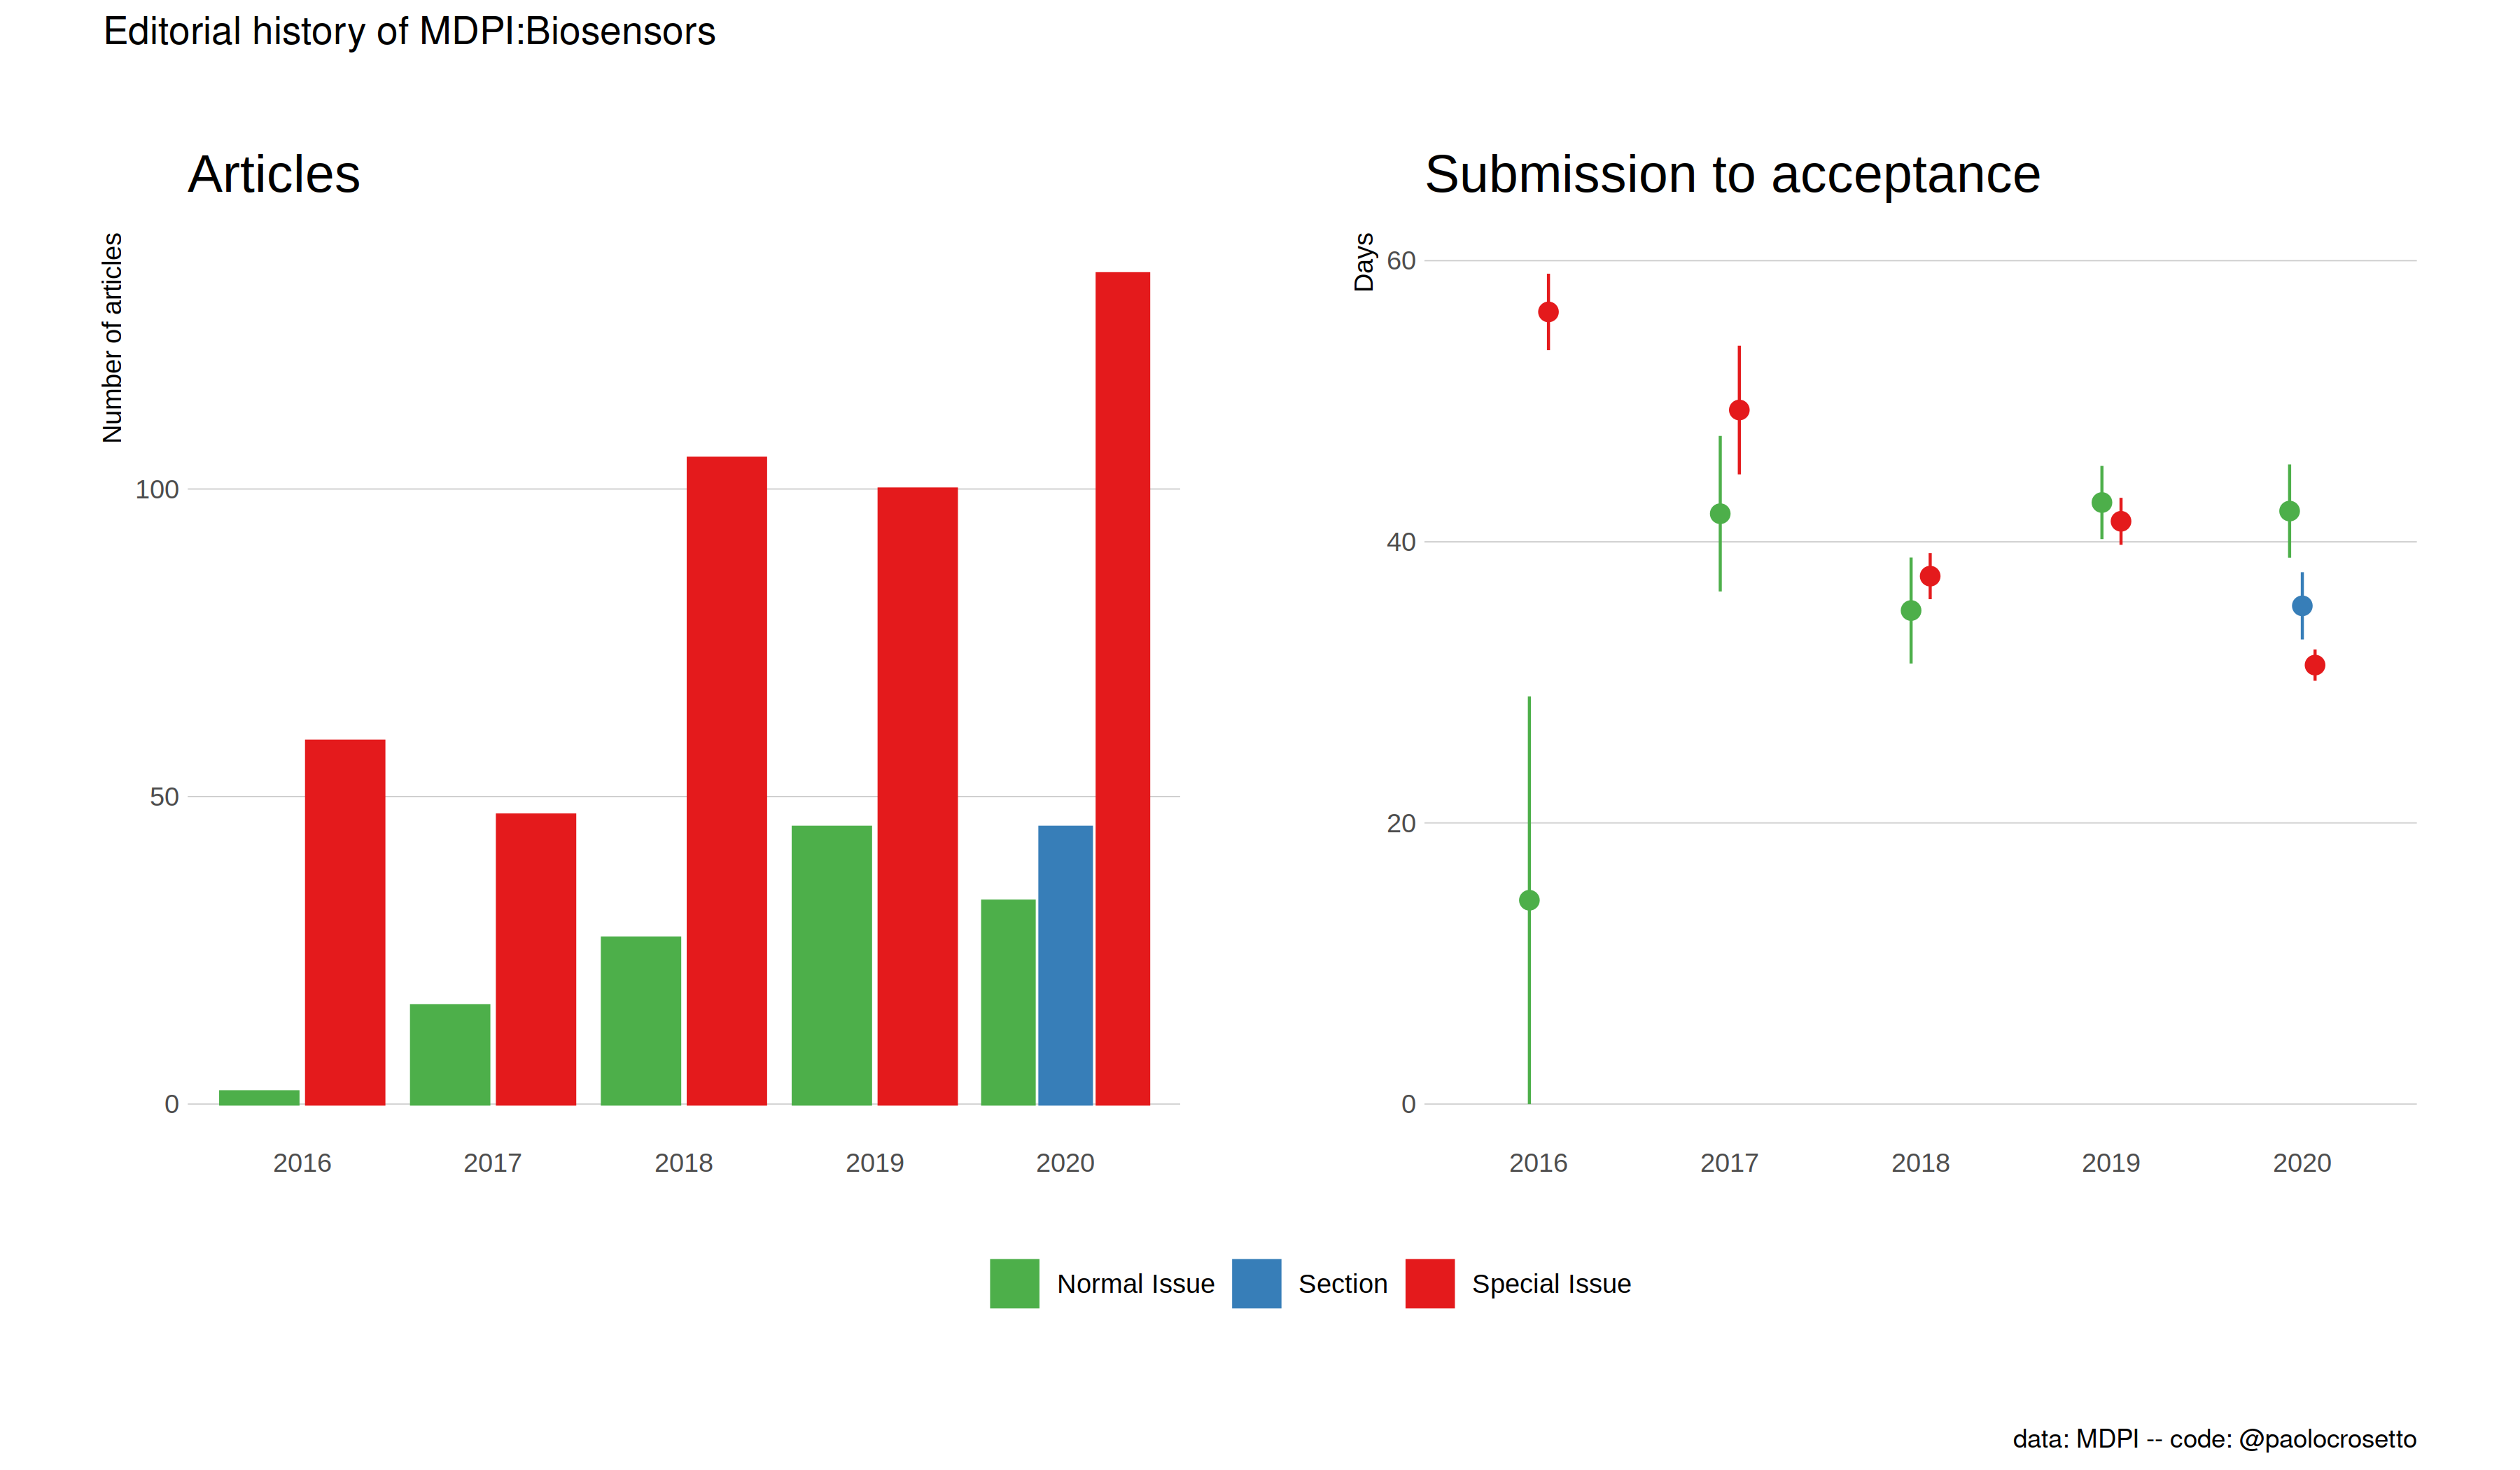 Editorial history of MDPI:Biosensors
Articles
Number of articles
100
50
0
2016 2017 2018 2019 2020
Submission to acceptance
Days
60
40
20
0
2016 2017 2018 2019 2020
Normal Issue Section Special Issue
data: MDPI -- code: @paolocrosetto